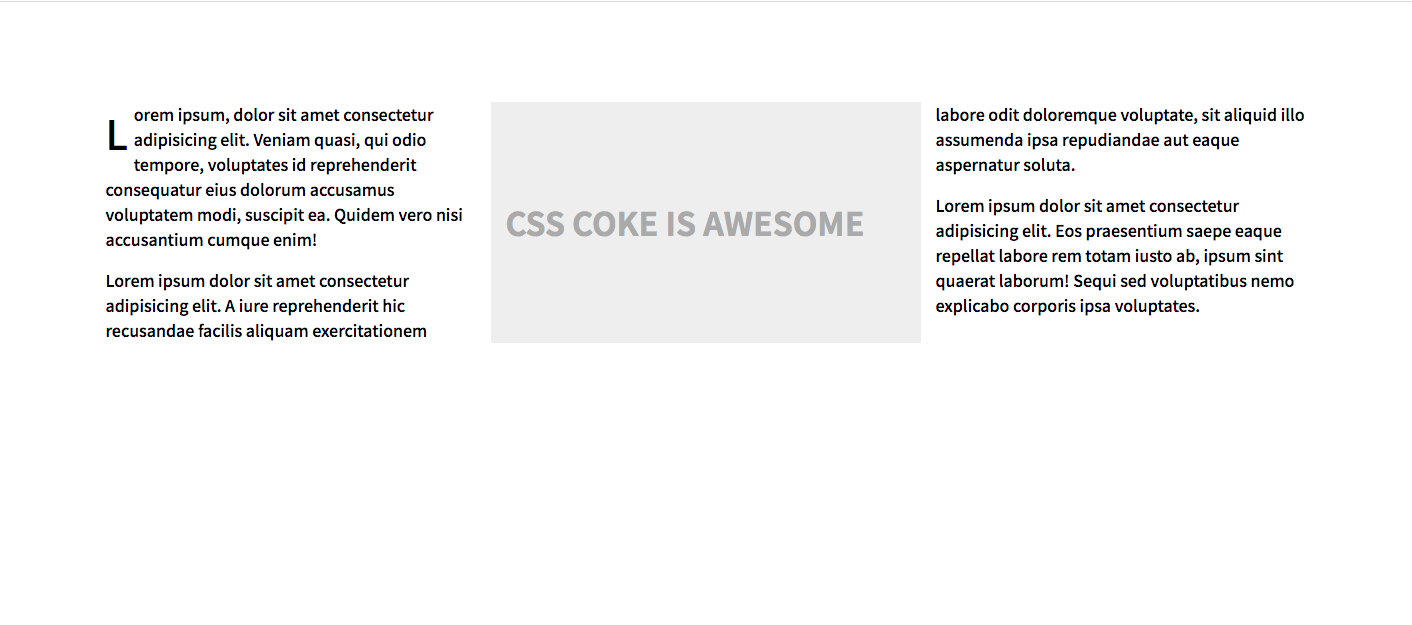 Lorem ipsum, dolor sit amet consectetur
adipisicing elit. Veniam quasi, qui odio
tempore, voluptates id reprehenderit
consequatur eius dolorum accusamus
voluptatem modi, suscipit ea. Quidem vero nisi
accusantium cumque enim!
Lorem ipsum dolor sit amet consectetur
adipisicing elit. A iure reprehenderit hic
recusandae facilis aliquam exercitationem
CSS COKE IS AWESOME
labore odit doloremque voluptate, sit aliquid illo
assumenda ipsa repudiandae aut eaque
aspernatur soluta.
Lorem ipsum dolor sit amet consectetur
adipisicing elit. Eos praesentium saepe eaque
repellat labore rem totam iusto ab, ipsum sint
quaerat laborum! Sequi sed voluptatibus nemo
explicabo corporis ipsa voluptates.